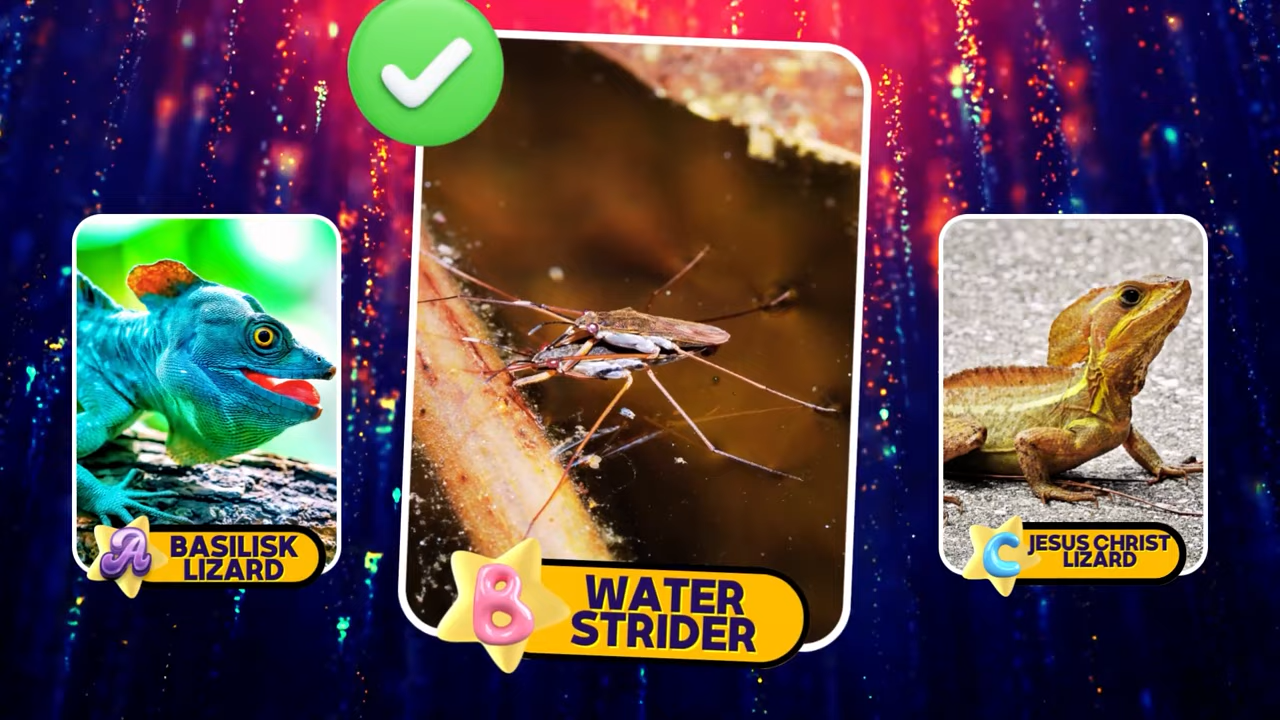 A
BASILISK
LIZARD
B
WATER
STRIDER
C
JESUS CHRIST
LIZARD